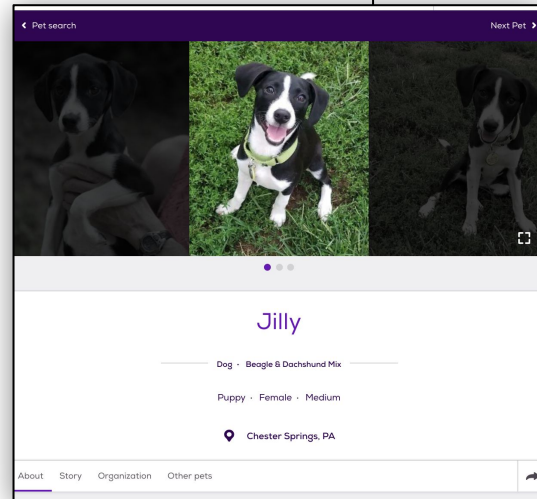 Pet search Next Pet
Jilly
Dog · Beagle & Dachshund Mix
Puppy · Female · Medium
Chester Springs, PA
About Story Organization Other pets